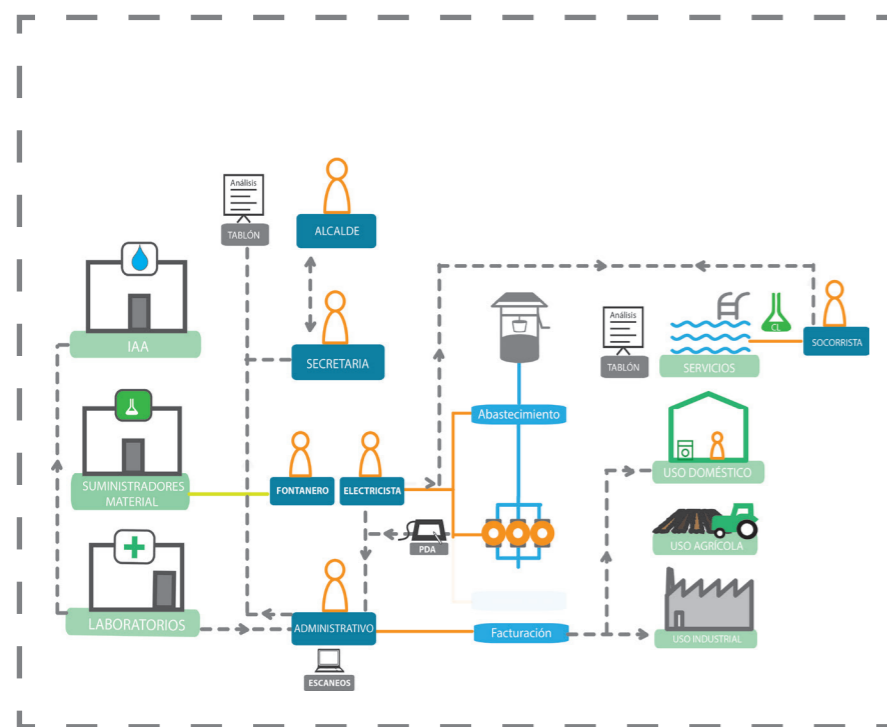 Análisis
TABLÓN
ALCALDE
IAA
SECRETARIA
Análisis
TABLÓN
CL
SERVICIOS
SOCORRISTA
Abastecimiento
SUMINISTRADORES
MATERIAL
FONTANERO
ELECTRICISTA
USO DOMÉSTICO
PDA
USO AGRÍCOLA
LABORATORIOS
ADMINISTRATIVO
Facturación
USO INDUSTRIAL
ESCANEOS